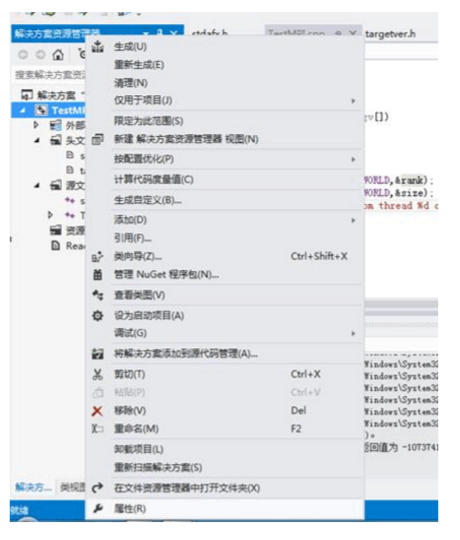 解决方案资源管理器
stdafx.h
TestMPI.cpp
targetver.h
搜索解决方案资
解决方案
TestMP
外部
头文
源文
资源
Rea
生成(U)
重新生成(E)
清理(N)
仅用于项目(J)
限定为此范围(S)
新建 解决方案资源管理器 视图(N)
按配置优化(P)
计算代码度量值(C)
生成自定义(B)...
添加(D)
引用(F)...
类向导(Z)... Ctrl+Shift+X
管理 NuGet 程序包(N)...
查看类图(V)
设为启动项目(A)
调试(G)
将解决方案添加到源代码管理(A)...
剪切(T) Ctrl+X
粘贴(P) Ctrl+V
移除(V) Del
重命名(M) F2
卸载项目(L)
重新扫描解决方案(S)
在文件资源管理器中打开文件夹(X)
属性(R)
[])
WORLD,&rank);
WORLD,&size);
om thread %d o
Windows\System32
Windows\System32
Windows\System32
Windows\System32
Windows\System32
)。
返回值为 -1073741
解决方... 类视图
就绪